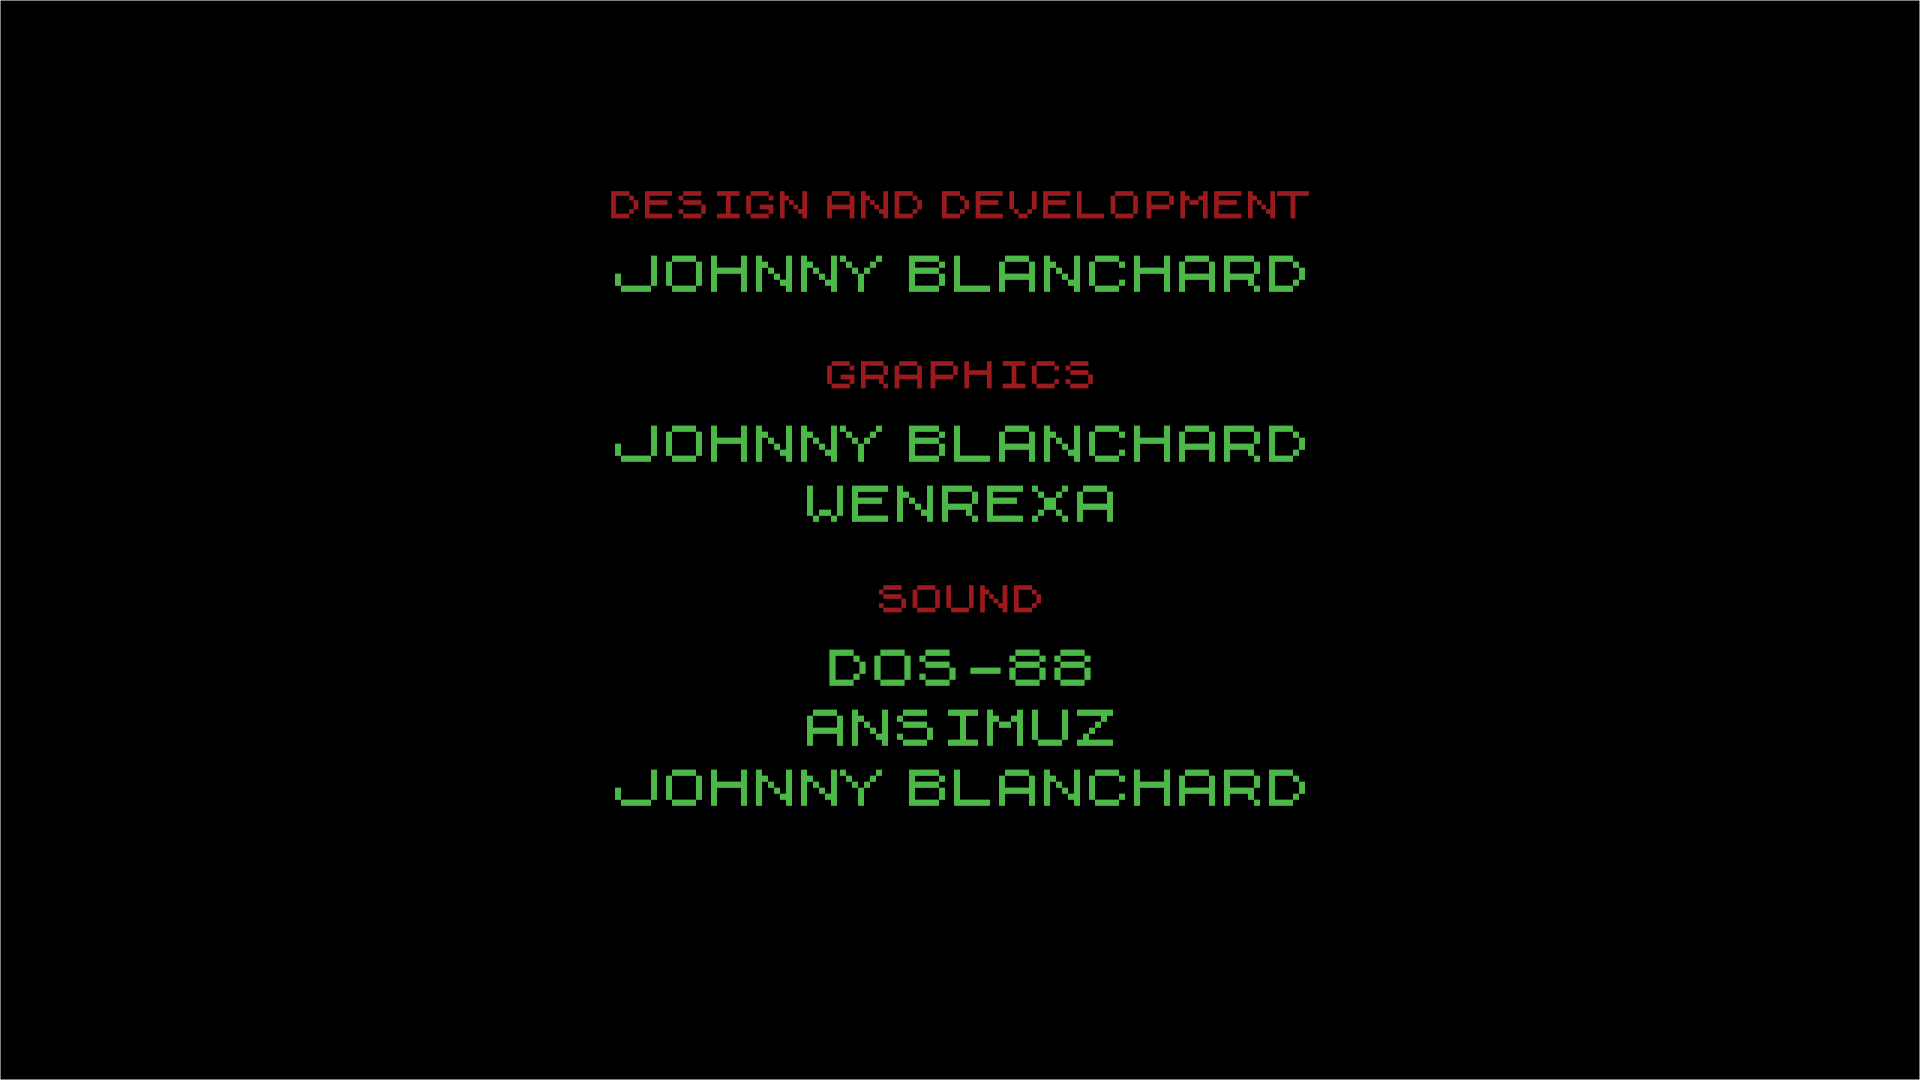 DESIGN AND DEVELOPMENT
JOHNNY BLANCHARD
GRAPHICS
JOHNNY BLANCHARD
WENREXA
SOUND
DOS-88
ANSIMUZ
JOHNNY BLANCHARD